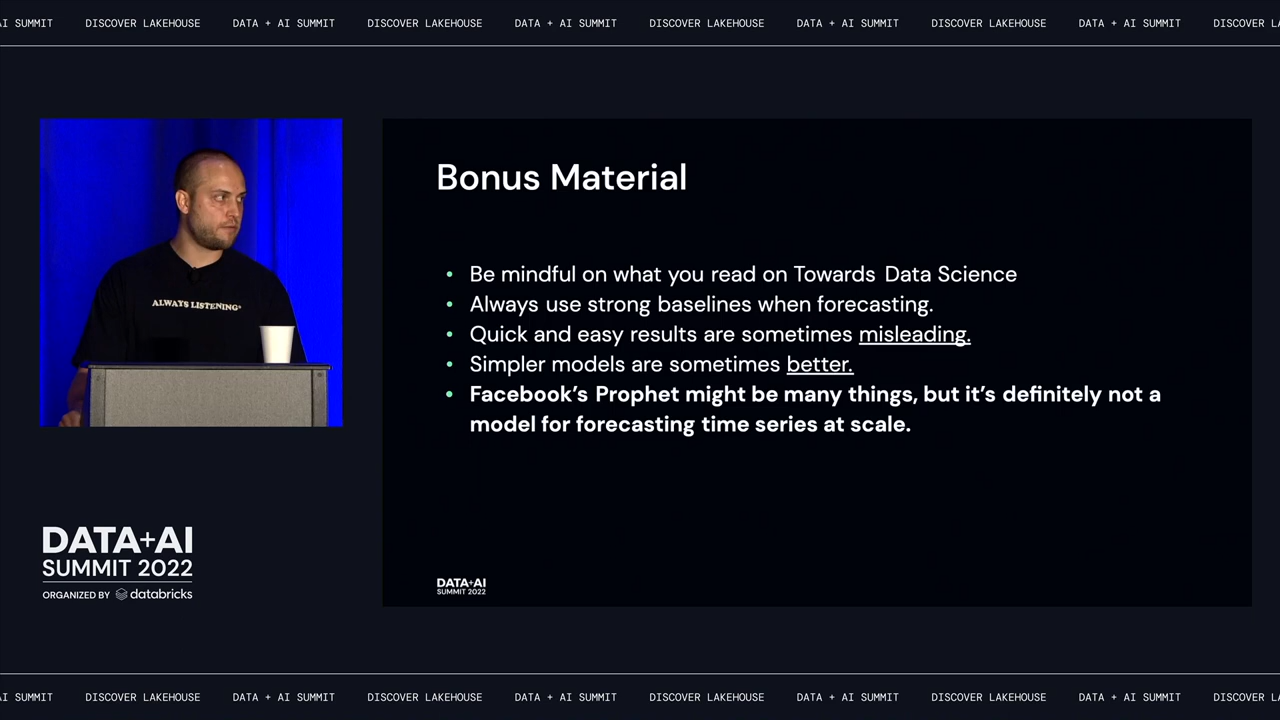 AI SUMMIT DISCOVER LAKEHOUSE DATA + AI SUMMIT DISCOVER LAKEHOUSE DATA + AI SUMMIT DISCOVER LAKEHOUSE DATA + AI SUMMIT DISCOVER LAKEHOUSE DATA + AI SUMMIT DISCOVER
ALWAYS LISTENING
Bonus Material
• Be mindful on what you read on Towards Data Science
• Always use strong baselines when forecasting.
• Quick and easy results are sometimes misleading.
• Simpler models are sometimes better.
• Facebook's Prophet might be many things, but it's definitely not a
model for forecasting time series at scale.
DATA+AI
SUMMIT 2022
DATA+AI
SUMMIT 2022
ORGANIZED BY databricks
AI SUMMIT DISCOVER LAKEHOUSE DATA + AI SUMMIT DISCOVER LAKEHOUSE DATA + AI SUMMIT DISCOVER LAKEHOUSE DATA + AI SUMMIT DISCOVER LAKEHOUSE DATA + AI SUMMIT DISCOVER